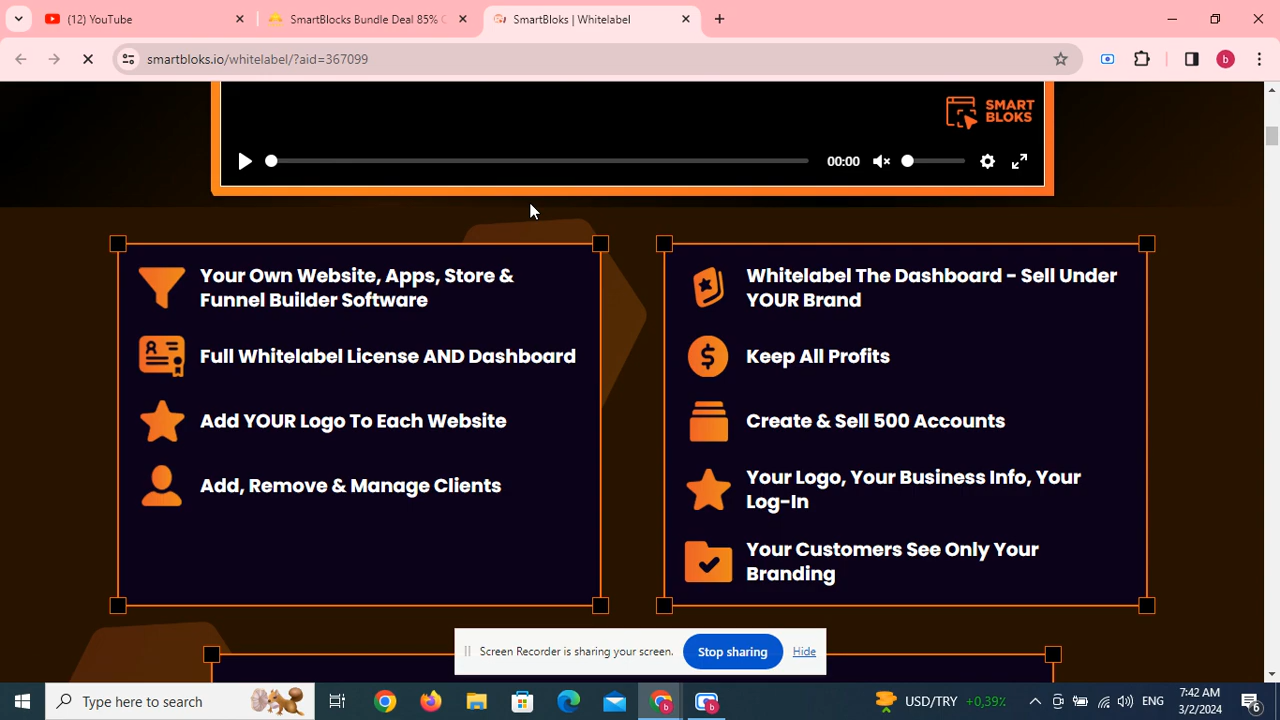 (12) YouTube
SmartBlocks Bundle Deal 85% O
SmartBloks | Whitelabel
smartbloks.io/whitelabel/?aid=367099
b
SMART
BLOKS
00:00
Your Own Website, Apps, Store &
Funnel Builder Software
Full Whitelabel License AND Dashboard
Add YOUR Logo To Each Website
Add, Remove & Manage Clients
Whitelabel The Dashboard - Sell Under
YOUR Brand
Keep All Profits
Create & Sell 500 Accounts
Your Logo, Your Business Info, Your
Log-In
Your Customers See Only Your
Branding
Screen Recorder is sharing your screen.
Stop sharing
Hide
Type here to search
USD/TRY +0,39%
ENG
7:42 AM
3/2/2024
6